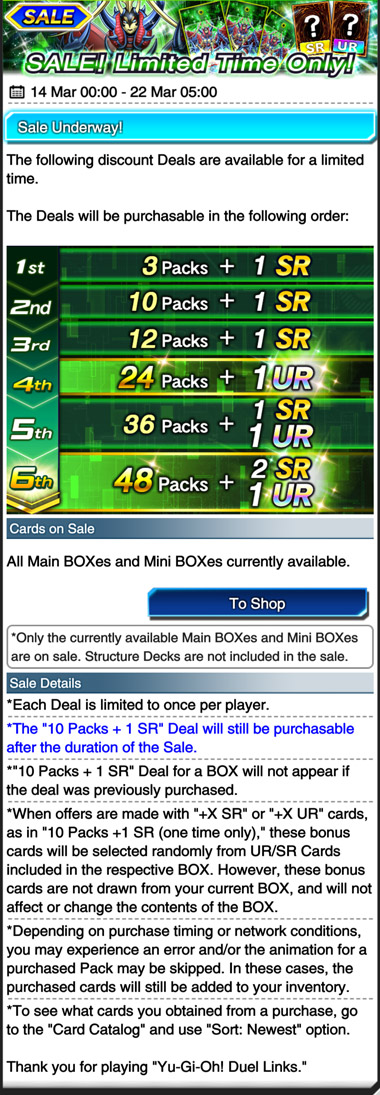 SALE
? ?
SR UR
SALE! Limited Time Only!
14 Mar 00:00 - 22 Mar 05:00
Sale Underway!
The following discount Deals are available for a limited
time.
The Deals will be purchasable in the following order:
1st 3 Packs + 1 SR
2nd 10 Packs + 1 SR
3rd 12 Packs + 1 SR
4th 24 Packs + 1 UR
5th 36 Packs + 1 SR
1 UR
6th 48 Packs + 2 SR
1 UR
Cards on Sale
All Main BOXes and Mini BOXes currently available.
To Shop
*Only the currently available Main BOXes and Mini BOXes
are on sale. Structure Decks are not included in the sale.
Sale Details
*Each Deal is limited to once per player.
*The "10 Packs + 1 SR" Deal will still be purchasable
after the duration of the Sale.
*"10 Packs + 1 SR" Deal for a BOX will not appear if
the deal was previously purchased.
*When offers are made with "+X SR" or "+X UR" cards,
as in "10 Packs +1 SR (one time only)," these bonus
cards will be selected randomly from UR/SR Cards
included in the respective BOX. However, these bonus
cards are not drawn from your current BOX, and will not
affect or change the contents of the BOX.
*Depending on purchase timing or network conditions,
you may experience an error and/or the animation for a
purchased Pack may be skipped. In these cases, the
purchased cards will still be added to your inventory.
*To see what cards you obtained from a purchase, go
to the "Card Catalog" and use "Sort: Newest" option.
Thank you for playing "Yu-Gi-Oh! Duel Links."